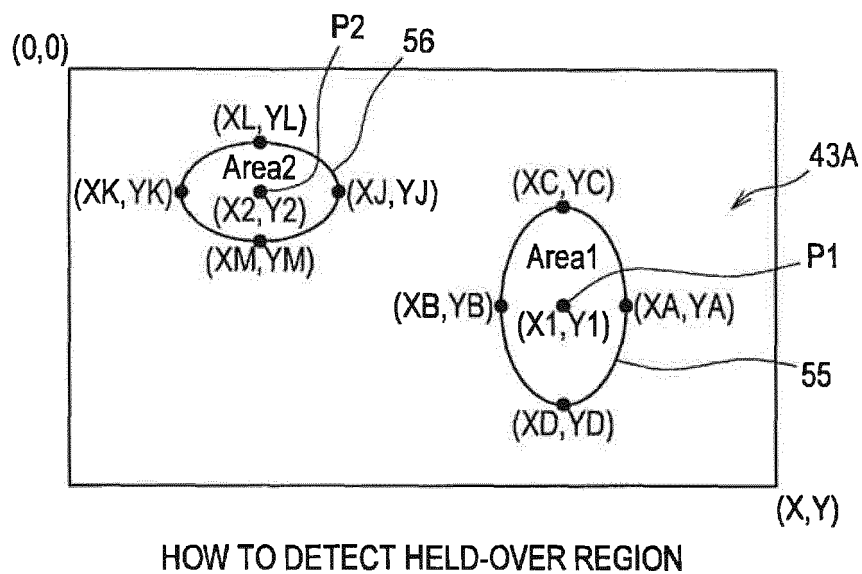 P2
56
(0,0)
(XL,YL)
Area2
(XK,YK)
(X2,Y2)
(XJ,YJ)
(XM,YM)
43A
(XC,YC)
Area1
P1
(XB,YB)
(X1,Y1)
(XA,YA)
55
(XD,YD)
(X,Y)
HOW TO DETECT HELD-OVER REGION